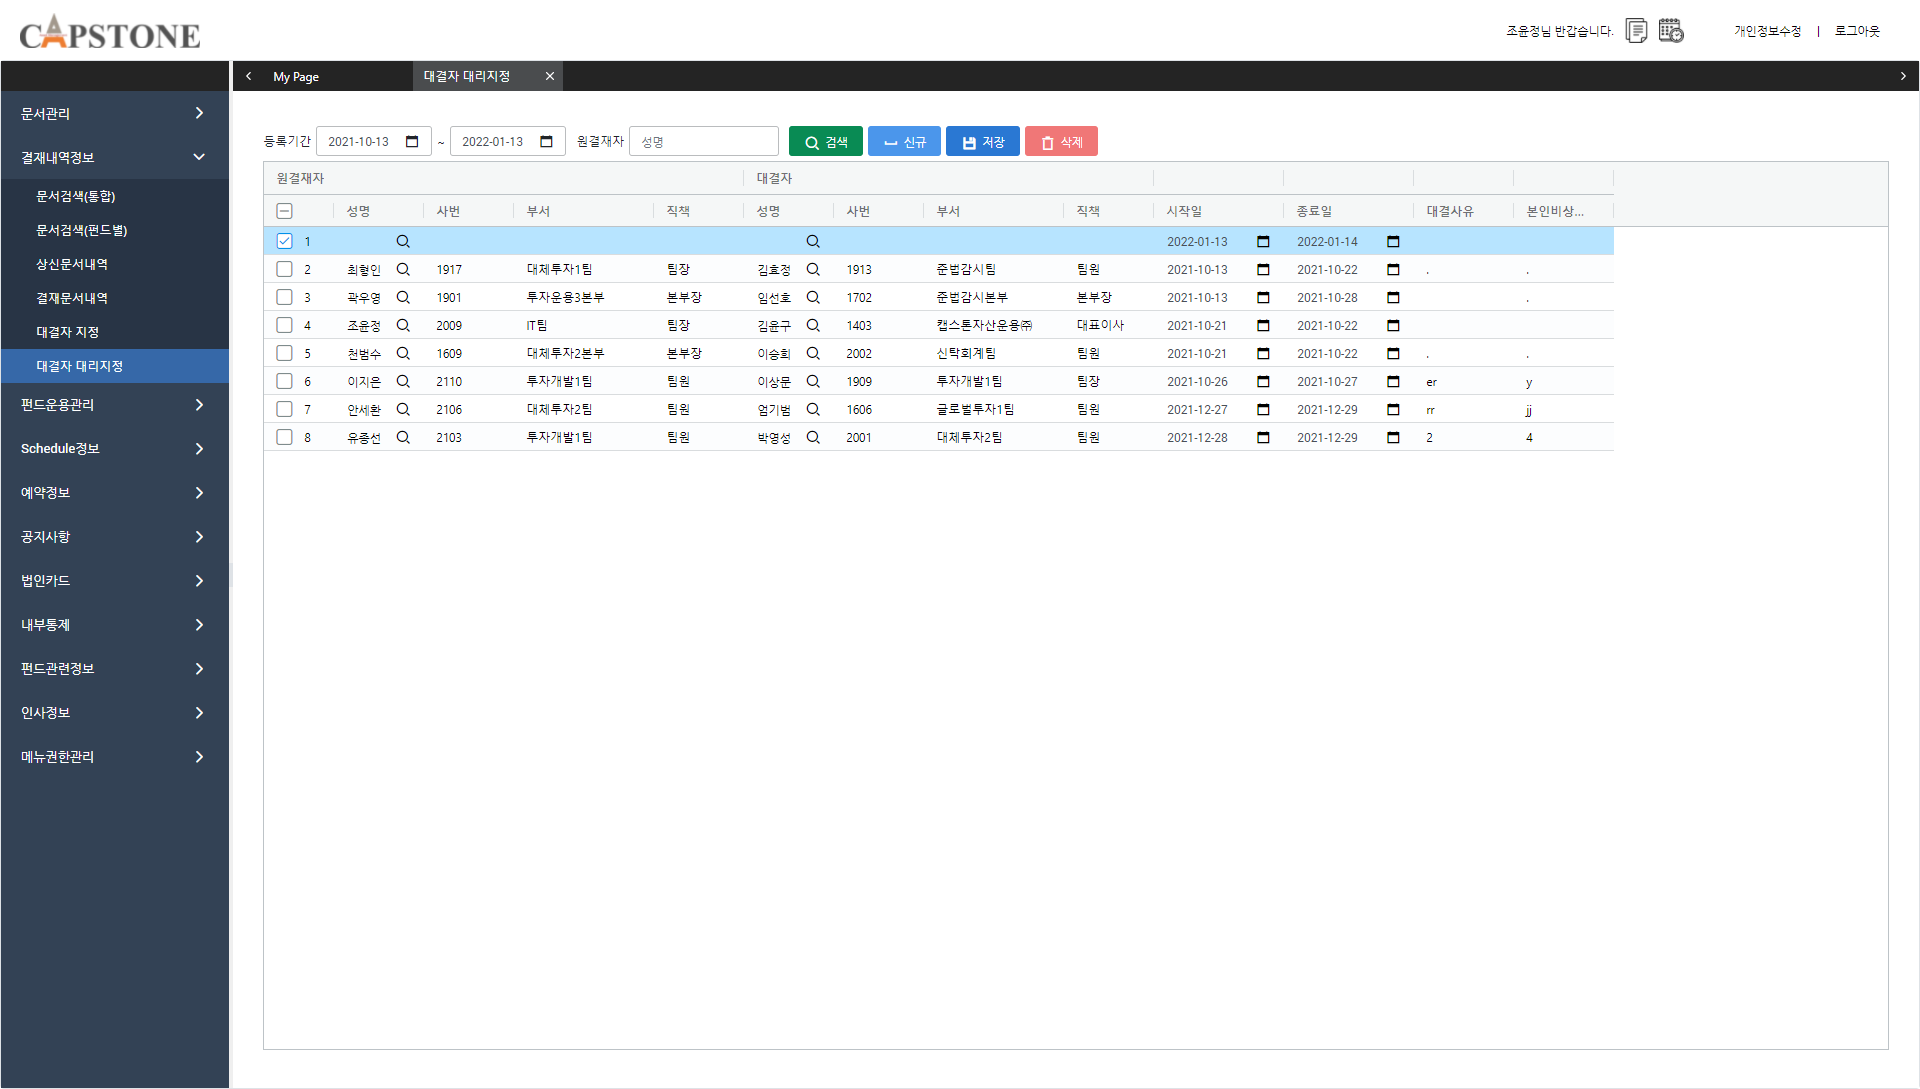 CAPSTONE
조윤정님 반갑습니다. 개인정보수정 | 로그아웃
My Page 대결자 대리지정
문서관리
결재내역정보
문서검색(통합)
문서검색(펀드별)
상신문서내역
결재문서내역
대결자 지정
대결자 대리지정
펀드운용관리
Schedule정보
예약정보
공지사항
법인카드
내부통제
펀드관련정보
인사정보
메뉴권한관리
등록기간 2021-10-13 ~ 2022-01-13 원결재자 성명 검색 신규 저장 삭제
원결재자 대결자
성명 사번 부서 직책 성명 사번 부서 직책 시작일 종료일 대결사유 본인비상...
1 2022-01-13 2022-01-14
2 최형인 1917 대체투자1팀 팀장 김효정 1913 준법감시팀 팀원 2021-10-13 2021-10-22 . .
3 곽우영 1901 투자운용3본부 본부장 임선호 1702 준법감시본부 본부장 2021-10-13 2021-10-28 .
4 조윤정 2009 IT팀 팀장 김윤구 1403 캡스톤자산운용㈜ 대표이사 2021-10-21 2021-10-22
5 천범수 1609 대체투자2본부 본부장 이승희 2002 신탁회계팀 팀원 2021-10-21 2021-10-22 . .
6 이지은 2110 투자개발1팀 팀원 이상문 1909 투자개발1팀 팀장 2021-10-26 2021-10-27 er y
7 안세환 2106 대체투자2팀 팀원 엄기범 1606 글로벌투자1팀 팀원 2021-12-27 2021-12-29 rr jj
8 유종선 2103 투자개발1팀 팀원 박영성 2001 대체투자2팀 팀원 2021-12-28 2021-12-29 2 4